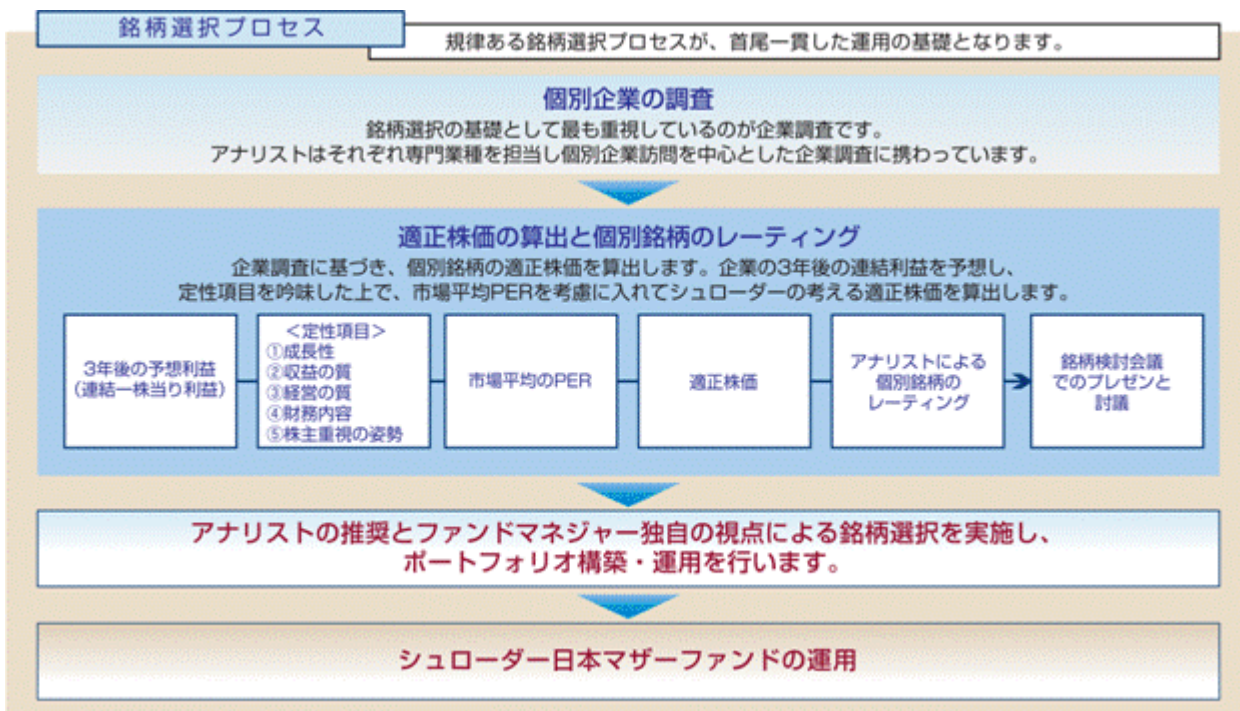 銘柄選択プロセス
規律ある銘柄選択プロセスが、首尾一貫した運用の基礎となります。
個別企業の調査
銘柄選択の基礎として最も重視しているのが企業調査です。
アナリストはそれぞれ専門業種を担当し個別企業訪問を中心とした企業調査に携わっています。
適正株価の算出と個別銘柄のレーティング
企業調査に基づき、個別銘柄の適正株価を算出します。企業の3年後の連結利益を予想し、
定性項目を吟味した上で、市場平均PERを考慮に入れてシュローダーの考える適正株価を算出します。
3年後の予想利益
(連結一株当り利益)
＜定性項目＞
①成長性
②収益の質
③経営の質
④財務内容
⑤株主重視の姿勢
市場平均のPER
適正株価
アナリストによる
個別銘柄の
レーティング
銘柄検討会議
でのプレゼンと
討議
アナリストの推奨とファンドマネジャー独自の視点による銘柄選択を実施し、
ポートフォリオ構築・運用を行います。
シュローダー日本マザーファンドの運用